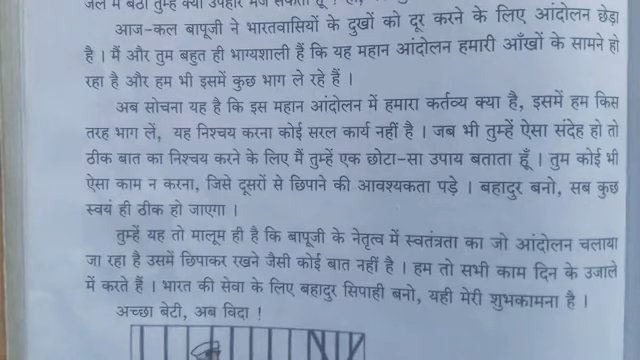 जेल में बैठा तुम्हें क्या उपहार भेज सकता हूँ !
आज-कल बापूजी ने भारतवासियों के दुखों को दूर करने के लिए आंदोलन छेड़ा
है । मैं और तुम बहुत ही भाग्यशाली हैं कि यह महान आंदोलन हमारी आँखों के सामने हो
रहा है और हम भी इसमें कुछ भाग ले रहे हैं ।
अब सोचना यह है कि इस महान आंदोलन में हमारा कर्तव्य क्या है, इसमें हम किस
तरह भाग लें, यह निश्चय करना कोई सरल कार्य नहीं है । जब भी तुम्हें ऐसा संदेह हो तो
ठीक बात का निश्चय करने के लिए मैं तुम्हें एक छोटा-सा उपाय बताता हूँ । तुम कोई भी
ऐसा काम न करना, जिसे दूसरों से छिपाने की आवश्यकता पड़े । बहादुर बनो, सब कुछ
स्वयं ही ठीक हो जाएगा ।
तुम्हें यह तो मालूम ही है कि बापूजी के नेतृत्व में स्वतंत्रता का जो आंदोलन चलाया
जा रहा है उसमें छिपाकर रखने जैसी कोई बात नहीं है । हम तो सभी काम दिन के उजाले
में करते हैं । भारत की सेवा के लिए बहादुर सिपाही बनो, यही मेरी शुभकामना है ।
अच्छा बेटी, अब विदा !